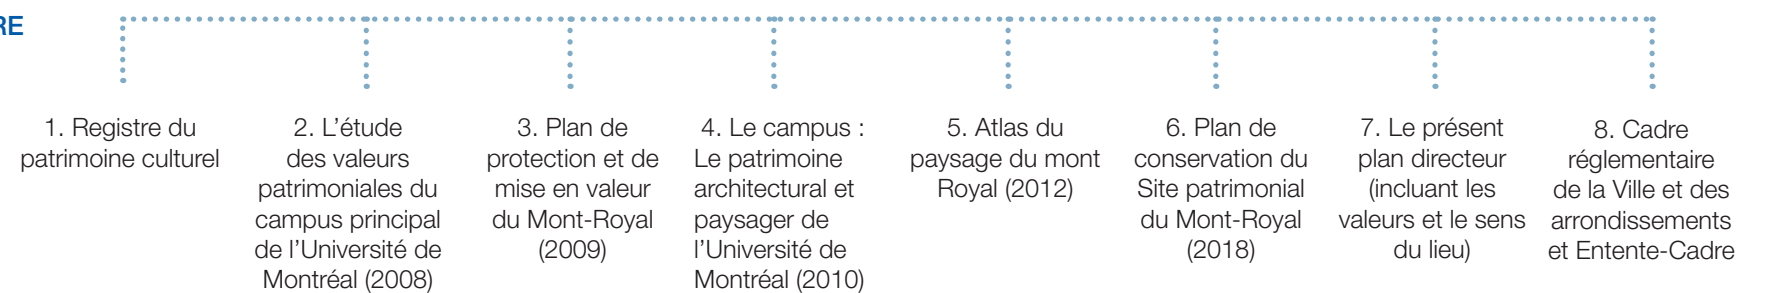 RE
1. Registre du
patrimoine culturel
2. L’étude
des valeurs
patrimoniales du
campus principal
de l’Université de
Montréal (2008)
3. Plan de
protection et de
mise en valeur
du Mont-Royal
(2009)
4. Le campus :
Le patrimoine
architectural et
paysager de
l’Université de
Montréal (2010)
5. Atlas du
paysage du mont
Royal (2012)
6. Plan de
conservation du
Site patrimonial
du Mont-Royal
(2018)
7. Le présent
plan directeur
(incluant les
valeurs et le sens
du lieu)
8. Cadre
réglementaire
de la Ville et des
arrondissements
et Entente-Cadre